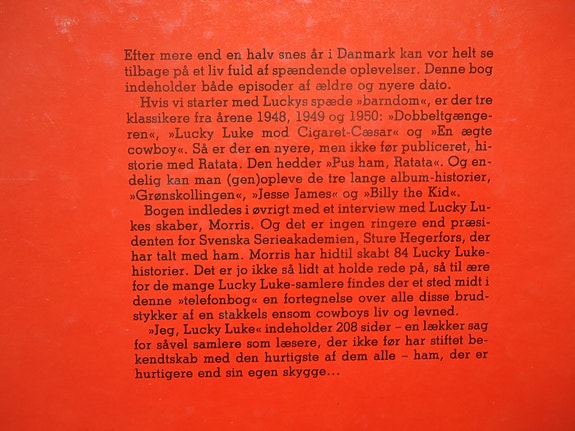 Efter mere end en halv snes år i Danmark kan vor helt se
tilbage på et liv fuld af spændende oplevelser. Denne bog
indeholder både episoder af ældre og nyere dato.
Hvis vi starter med Luckys spæde »barndom«, er der tre
klassikere fra årene 1948, 1949 og 1950: »Dobbeltgænge-
ren«, »Lucky Luke mod Cigaret-Cæsar« og »En ægte
cowboy«. Så er der en nyere, men ikke før publiceret, hi-
storie med Ratata. Den hedder »Pus ham, Ratata«. Og en-
delig kan man (gen)opleve de tre lange album-historier,
»Grønskollingen«, »Jesse James« og »Billy the Kid«.
Bogen indledes i øvrigt med et interview med Lucky Lu-
kes skaber, Morris. Og det er ingen ringere end præsi-
denten for Svenska Serieakademien, Sture Hegerfors, der
har talt med ham. Morris har hidtil skabt 84 Lucky Luke-
historier. Det er jo ikke så lidt at holde rede på, så til ære
for de mange Lucky Luke-samlere findes der et sted midt i
denne »telefonbog« en fortegnelse over alle disse brud-
stykker af en stakkels ensom cowboys liv og levned.
»Jeg, Lucky Luke« indeholder 208 sider – en lækker sag
for såvel samlere som læsere, der ikke før har stiftet be-
kendtskab med den hurtigste af dem alle – ham, der er
hurtigere end sin egen skygge...